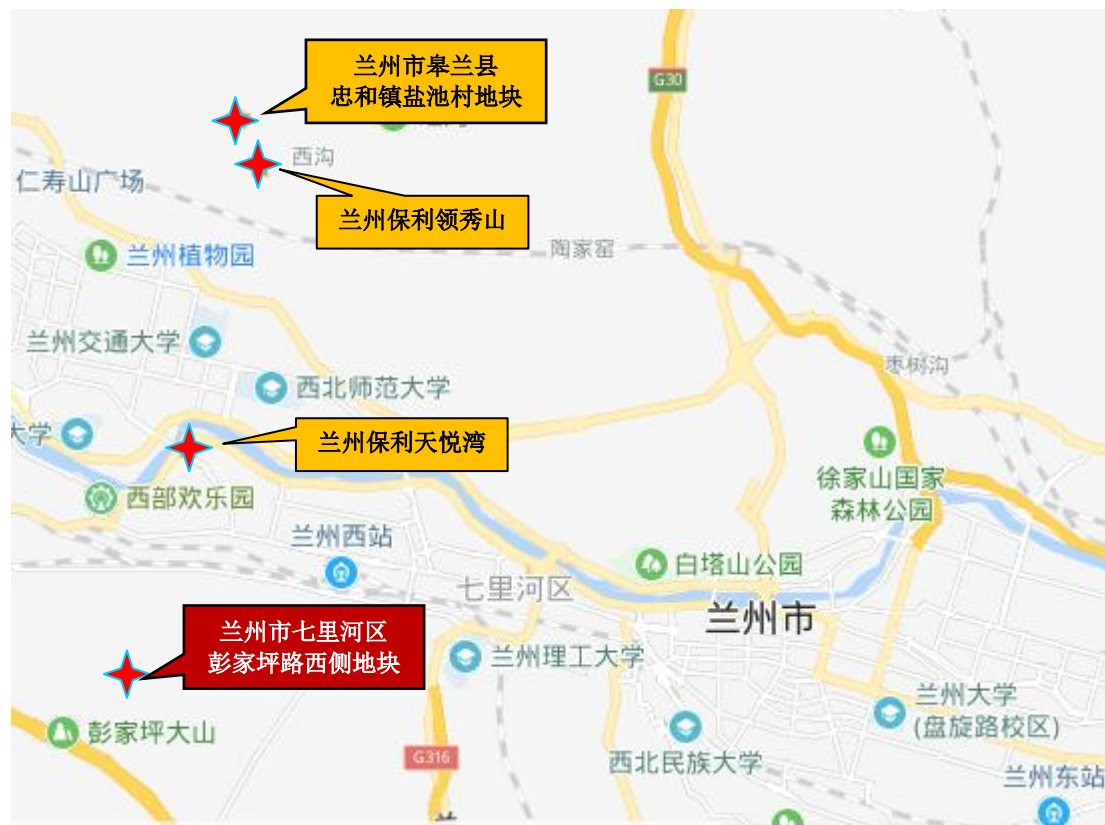 兰州市皋兰县
忠和镇盐池村地块
G30
西沟
仁寿山广场
兰州保利领秀山
兰州植物园
陶家窑
兰州交通大学
枣树沟
西北师范大学
大学
兰州保利天悦湾
徐家山国家
森林公园
西部欢乐园
兰州西站
白塔山公园
七里河区
兰州市
兰州市七里河区
彭家坪路西侧地块
兰州理工大学
兰州大学
(盘旋路校区)
彭家坪大山
G316
西北民族大学
兰州东站